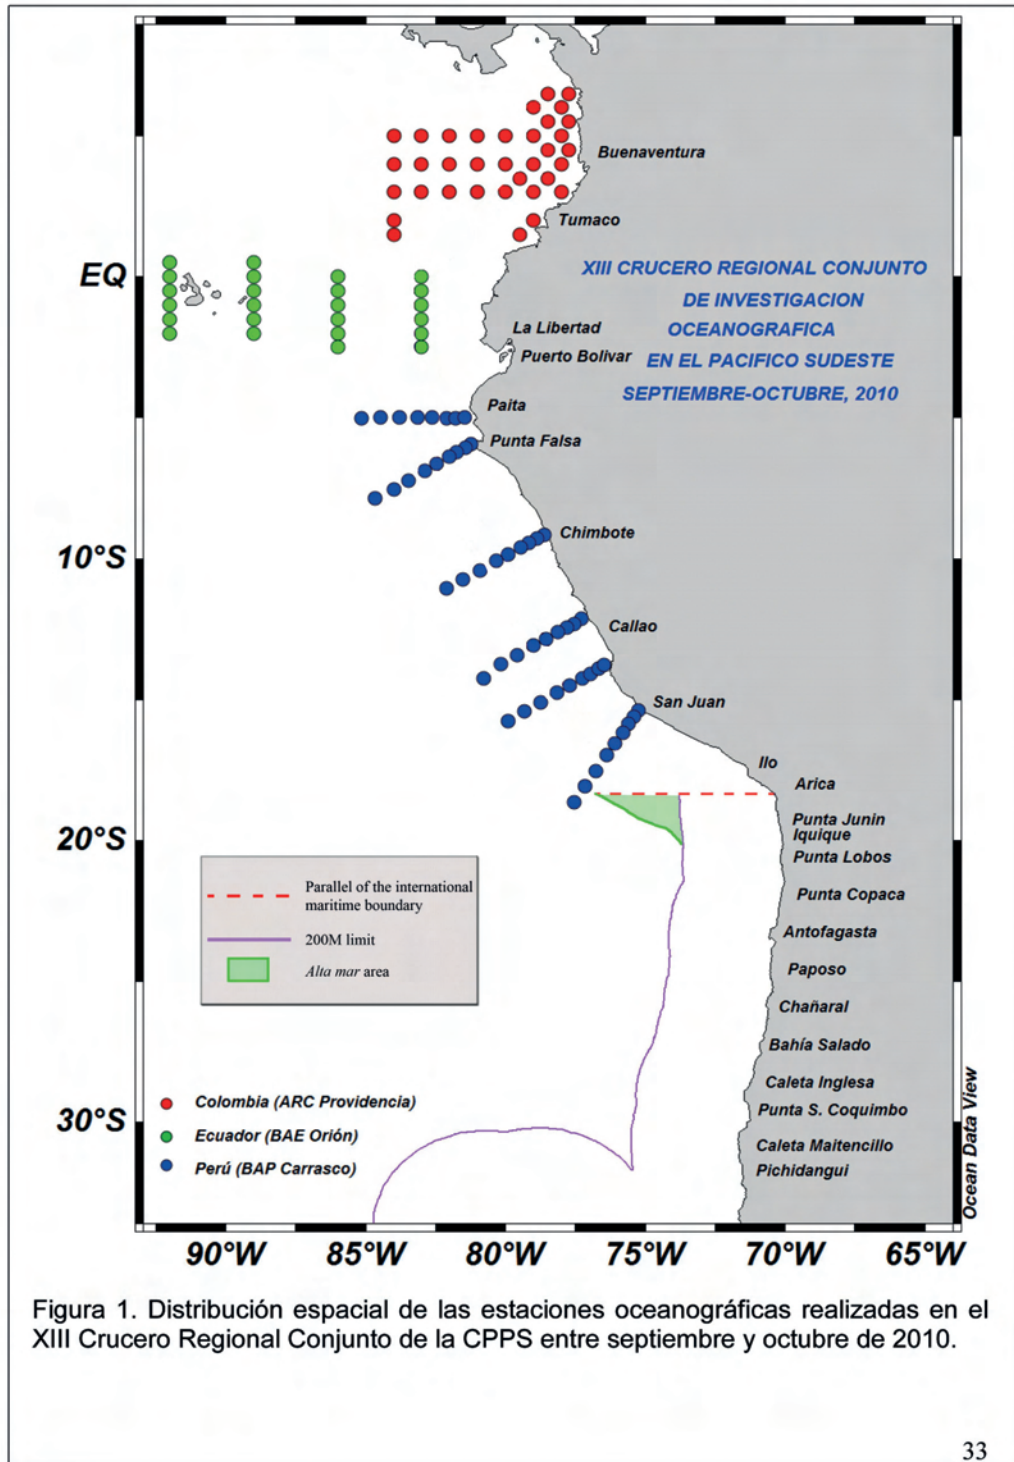 Buenaventura
Tumaco
EQ
XIII CRUCERO REGIONAL CONJUNTO
DE INVESTIGACION
OCEANOGRAFICA
EN EL PACIFICO SUDESTE
SEPTIEMBRE-OCTUBRE, 2010
La Libertad
Puerto Bolivar
Paita
Punta Falsa
Chimbote
10°S
Callao
San Juan
Ilo
Arica
Punta Junin
Iquique
20°S
Punta Lobos
Parallel of the international
maritime boundary
200M limit
Alta mar area
Punta Copaca
Antofagasta
Paposo
Chañaral
Bahía Salado
Caleta Inglesa
Punta S. Coquimbo
30°S
Caleta Maitencillo
Pichidangui
Colombia (ARC Providencia)
Ecuador (BAE Orión)
Perú (BAP Carrasco)
Ocean Data View
90°W 85°W 80°W 75°W 70°W 65°W
Figura 1. Distribución espacial de las estaciones oceanográficas realizadas en el
XIII Crucero Regional Conjunto de la CPPS entre septiembre y octubre de 2010.
33